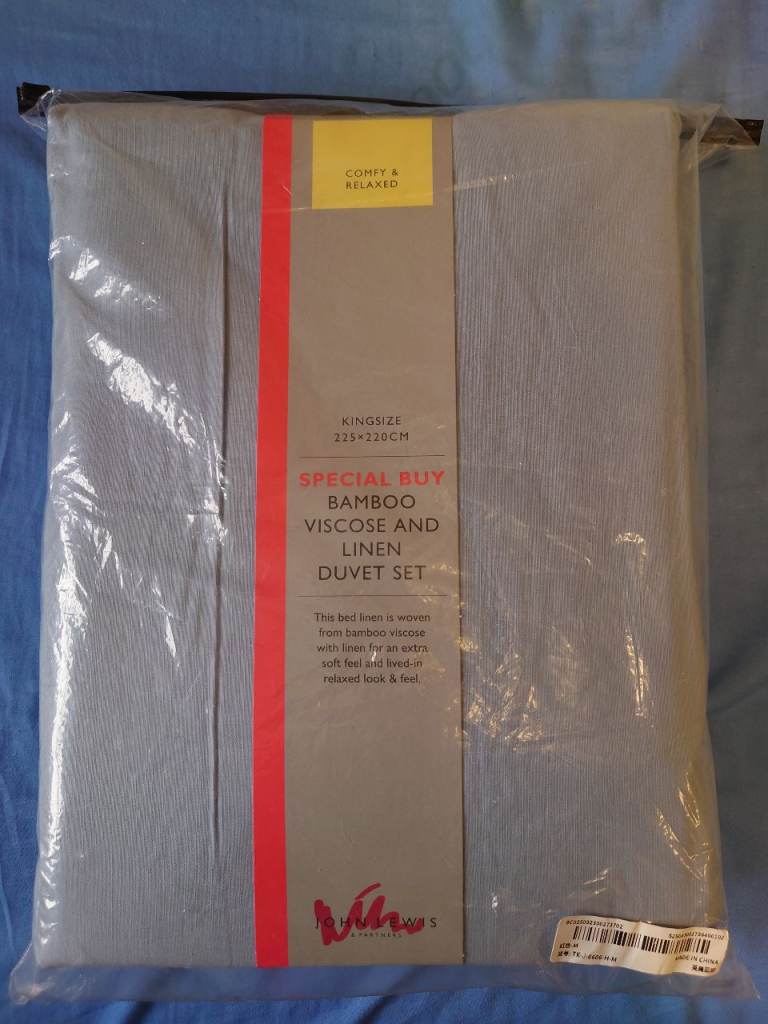 COMFY &
RELAXED
KINGSIZE
225×220CM
SPECIAL BUY
BAMBOO
VISCOSE AND
LINEN
DUVET SET
This bed linen is woven
from bamboo viscose
with linen for an extra
soft feel and lived-in
relaxed look & feel.
JOHN LEWIS
& PARTNERS
红色-M
MADE IN CHINA